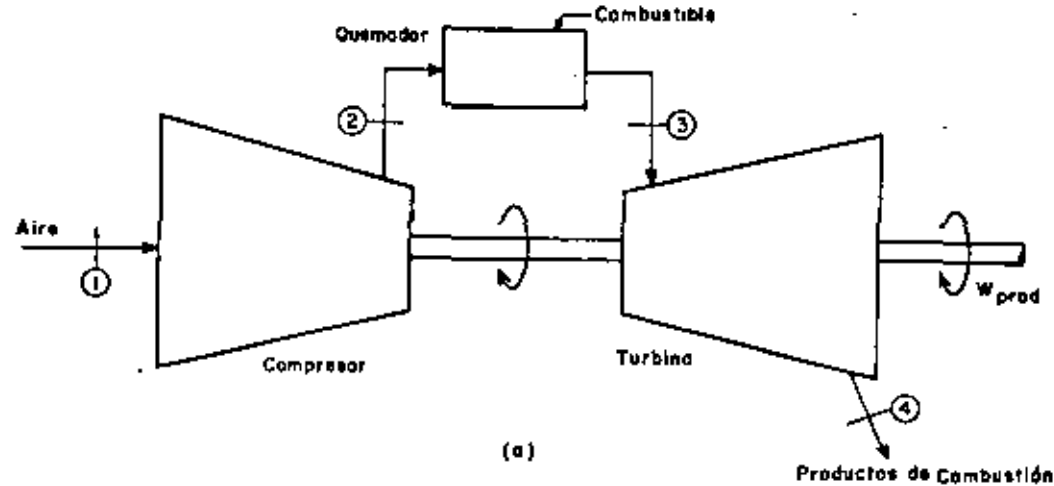 Combustible
Quemador
2
3
Aire
1
W prod
Compresor
Turbina
4
(a)
Productos de Combustión